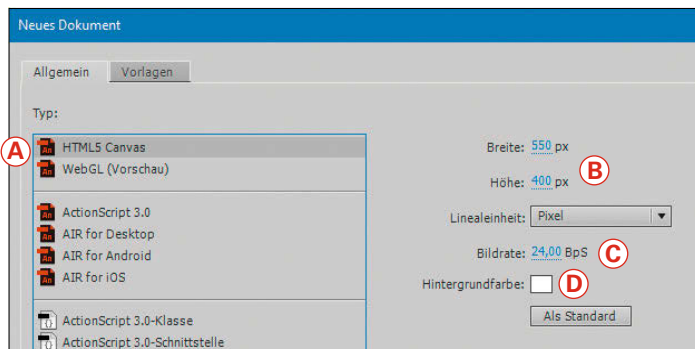 Neues Dokument
Allgemein
Vorlagen
Typ:
A
HTML5 Canvas
WebGL (Vorschau)
ActionScript 3.0
AIR for Desktop
AIR for Android
AIR for iOS
ActionScript 3.0-Klasse
ActionScript 3.0-Schnittstelle
Breite: 550 px
B
Höhe: 400 px
Linealeinheit: Pixel
Bildrate: 24,00 BpS
C
Hintergrundfarbe:
D
Als Standard